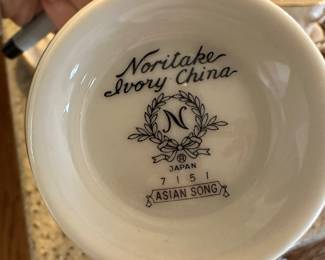 Noritake
Ivory China
N
®
JAPAN
7151
ASIAN SONG